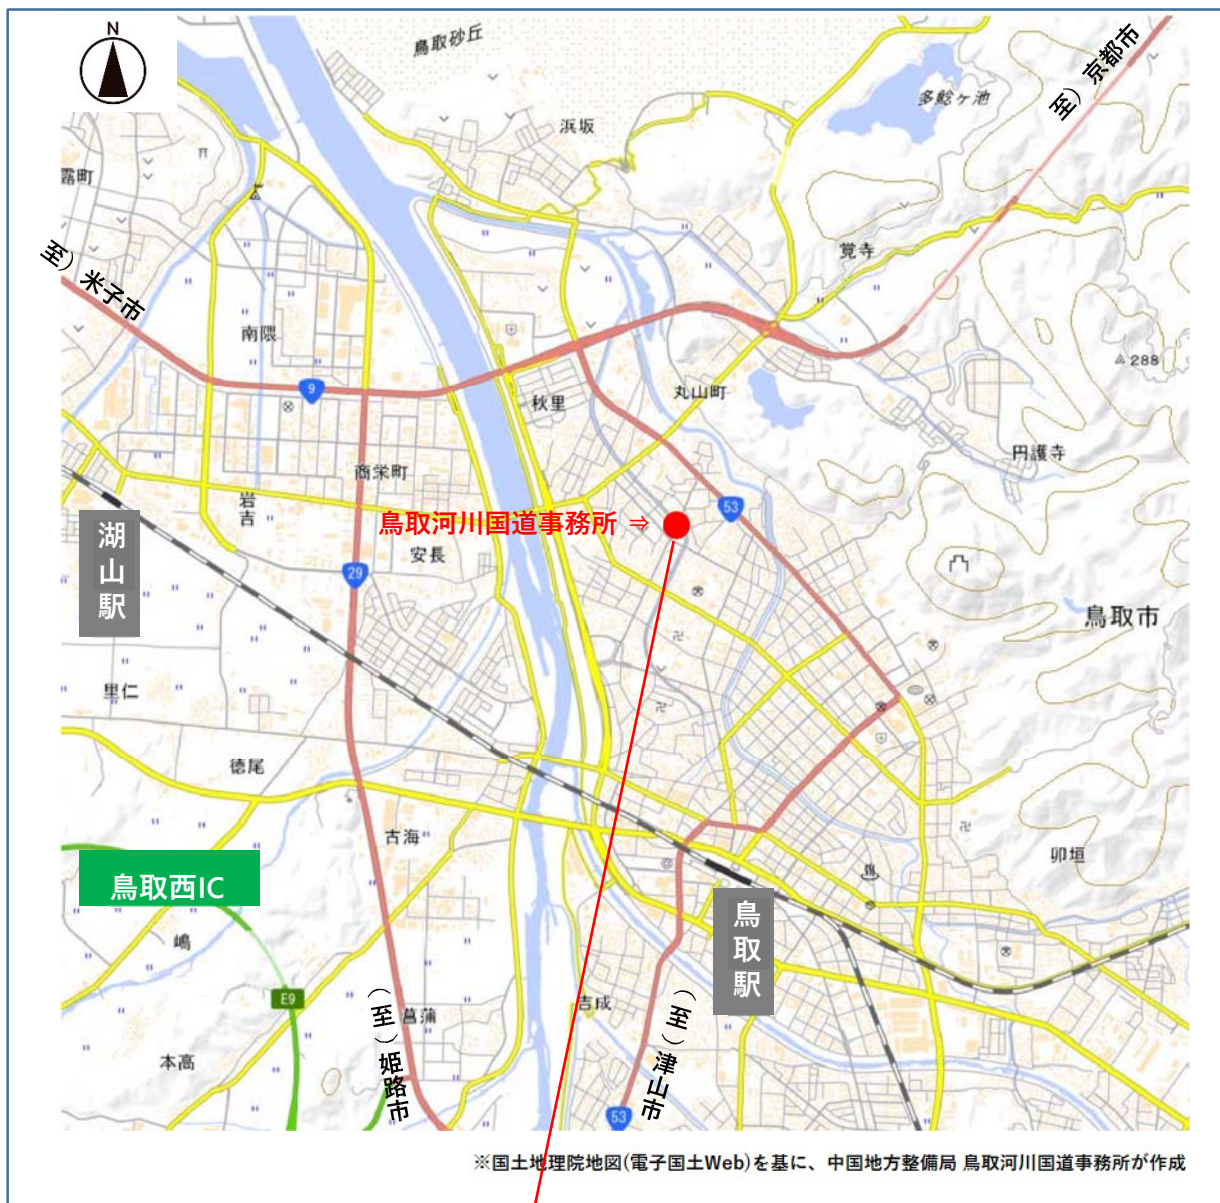 N
鳥取砂丘
多鯰ヶ池
至）京都市
浜坂
露町
覚寺
至）米子市
南隈
288
9
丸山町
秋里
円護寺
商栄町
岩吉
53
鳥取河川国道事務所 ⇒
湖山駅
安長
29
鳥取市
里仁
徳尾
古海
卯垣
鳥取西IC
鳥取駅
嶋
E9
（至）姫路市
菖蒲
吉成
（至）津山市
本高
53
※国土地理院地図(電子国土Web)を基に、中国地方整備局 鳥取河川国道事務所が作成